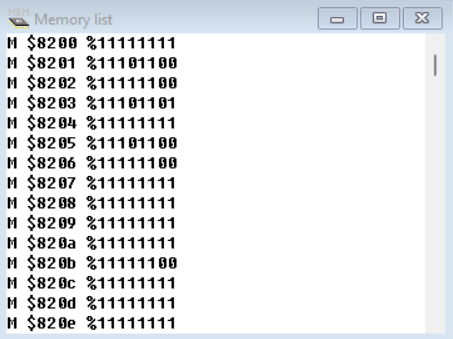 MEM
Memory list
M $8200 %11111111
M $8201 %11101100
M $8202 %11111100
M $8203 %11101101
M $8204 %11111111
M $8205 %11101100
M $8206 %11111100
M $8207 %11111111
M $8208 %11111111
M $8209 %11111111
M $820a %11111111
M $820b %11111100
M $820c %11111111
M $820d %11111111
M $820e %11111111